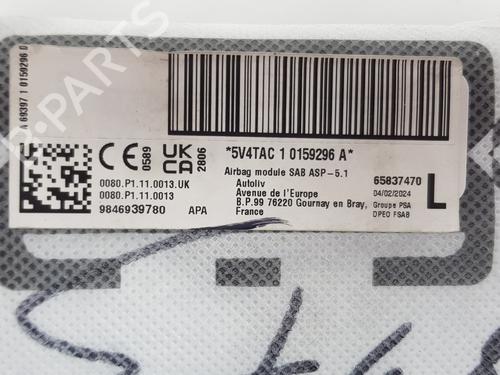 A 69397 1 0159296 0
*5V4TAC 1 0159296 A*
CE 0589 UK CA 2806
Airbag module SAB ASP-5.1
0080.P1.11.0013.UK
Autoliv
65837470
0080.P1.11.0013
Avenue de l'Europe
04/02/2024
L
9846939780 APA
B.P.99 76220 Gournay en Bray,
Groupe PSA
France
DPEO FSAB
B-PARTS